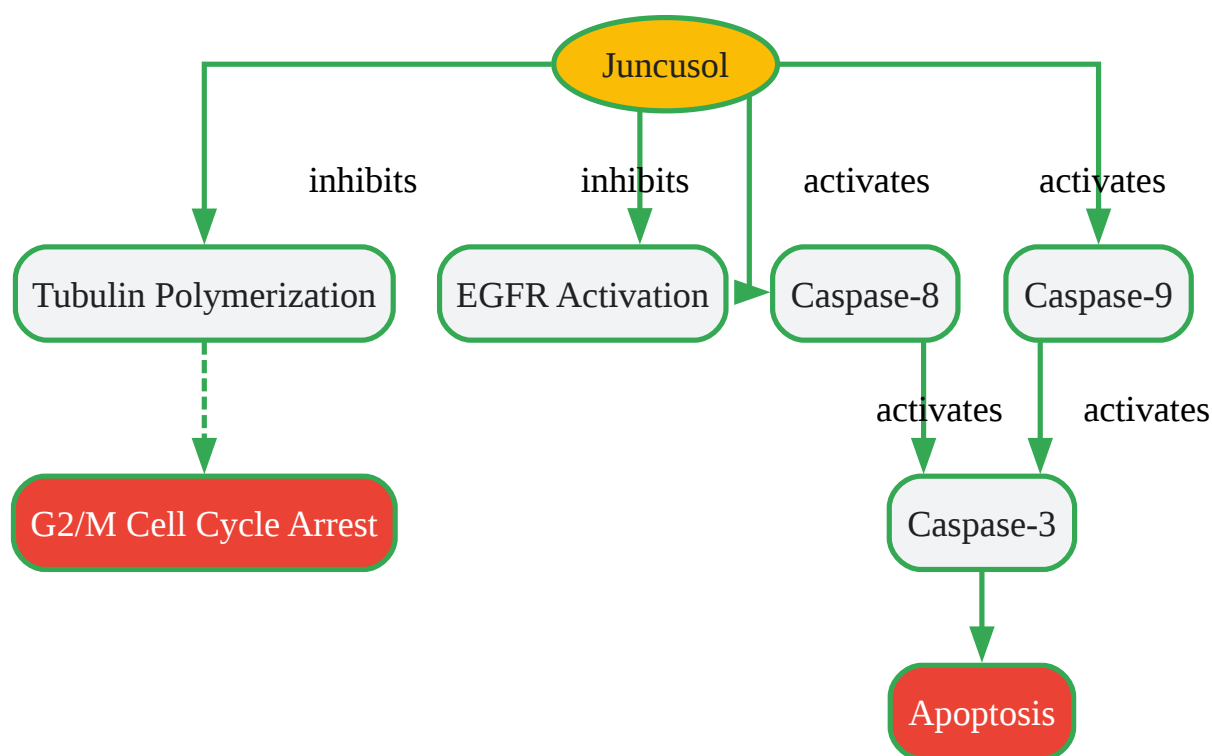 Juncusol
inhibits
inhibits
activates
activates
Tubulin Polymerization
EGFR Activation
Caspase-8
Caspase-9
activates
activates
G2/M Cell Cycle Arrest
Caspase-3
Apoptosis